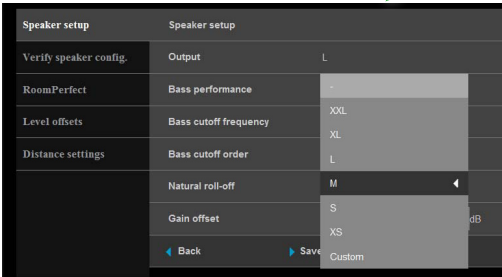 Speaker setup Speaker setup
Verify speaker config. Output L
RoomPerfect Bass performance -
XXL
Level offsets Bass cutoff frequency
XL
Distance settings Bass cutoff order L
Natural roll-off M
S
Gain offset dB
XS
Back Save Custom